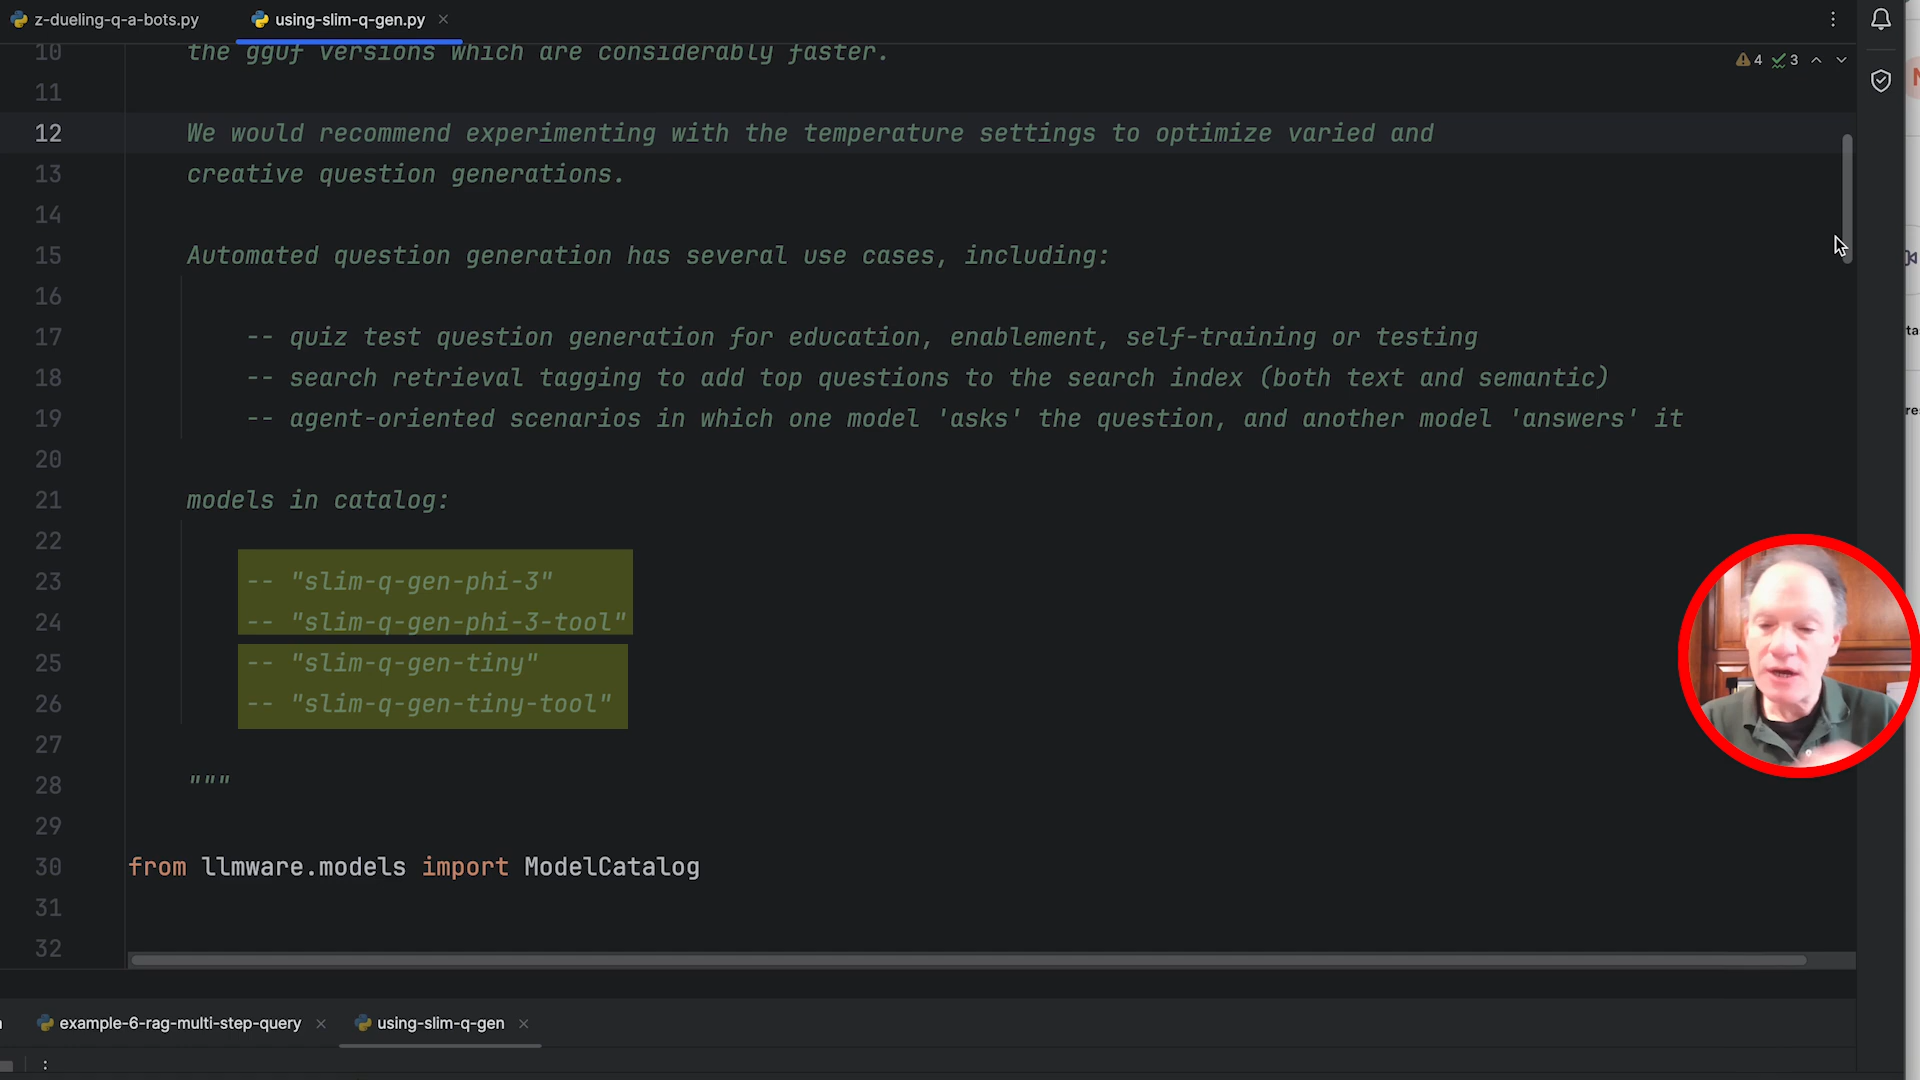 z-dueling-q-a-bots.py
using-slim-q-gen.py
4
3
10 the gguf versions which are considerably faster.
11
12 We would recommend experimenting with the temperature settings to optimize varied and
13 creative question generations.
14
15 Automated question generation has several use cases, including:
16
17 -- quiz test question generation for education, enablement, self-training or testing
18 -- search retrieval tagging to add top questions to the search index (both text and semantic)
19 -- agent-oriented scenarios in which one model 'asks' the question, and another model 'answers' it
20
21 models in catalog:
22
23 -- "slim-q-gen-phi-3"
24 -- "slim-q-gen-phi-3-tool"
25 -- "slim-q-gen-tiny"
26 -- "slim-q-gen-tiny-tool"
27
28 """
29
30 from llmware.models import ModelCatalog
31
32
example-6-rag-multi-step-query
using-slim-q-gen